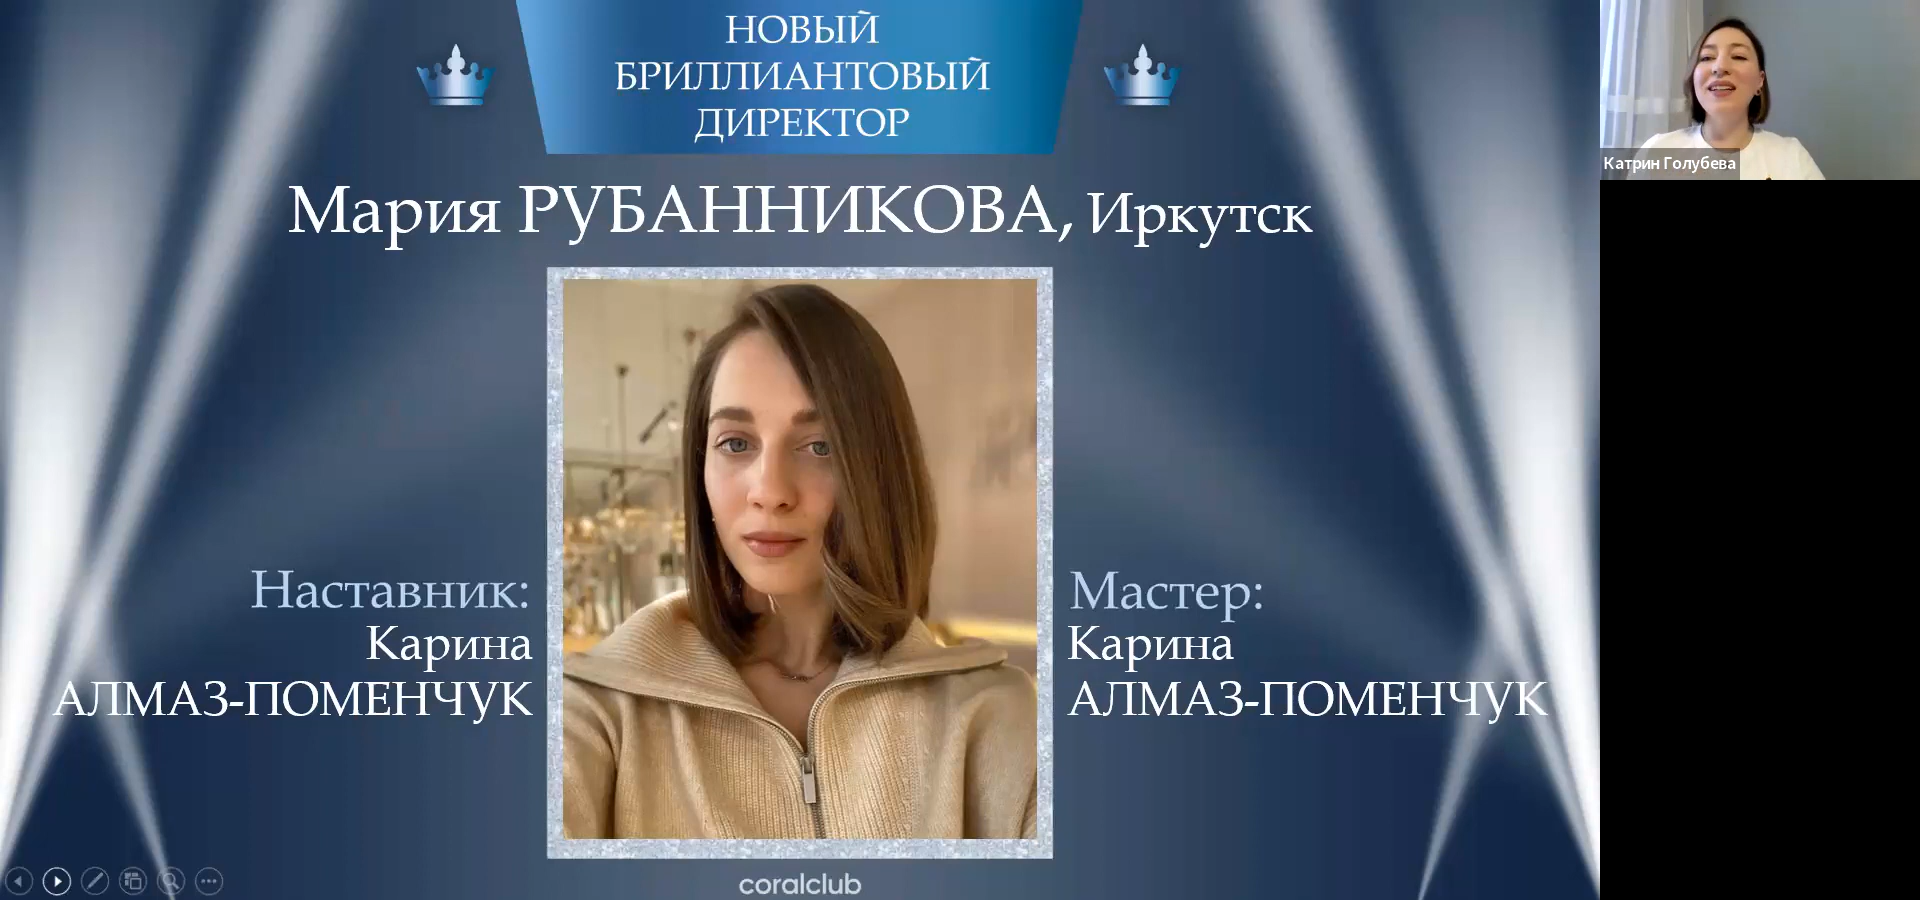 НОВЫЙ
БРИЛЛИАНТОВЫЙ
ДИРЕКТОР
Мария РУБАННИКОВА, Иркутск
Наставник:
Карина
АЛМАЗ-ПОМЕНЧУК
Мастер:
Карина
АЛМАЗ-ПОМЕНЧУК
coralclub
Катрин Голубева